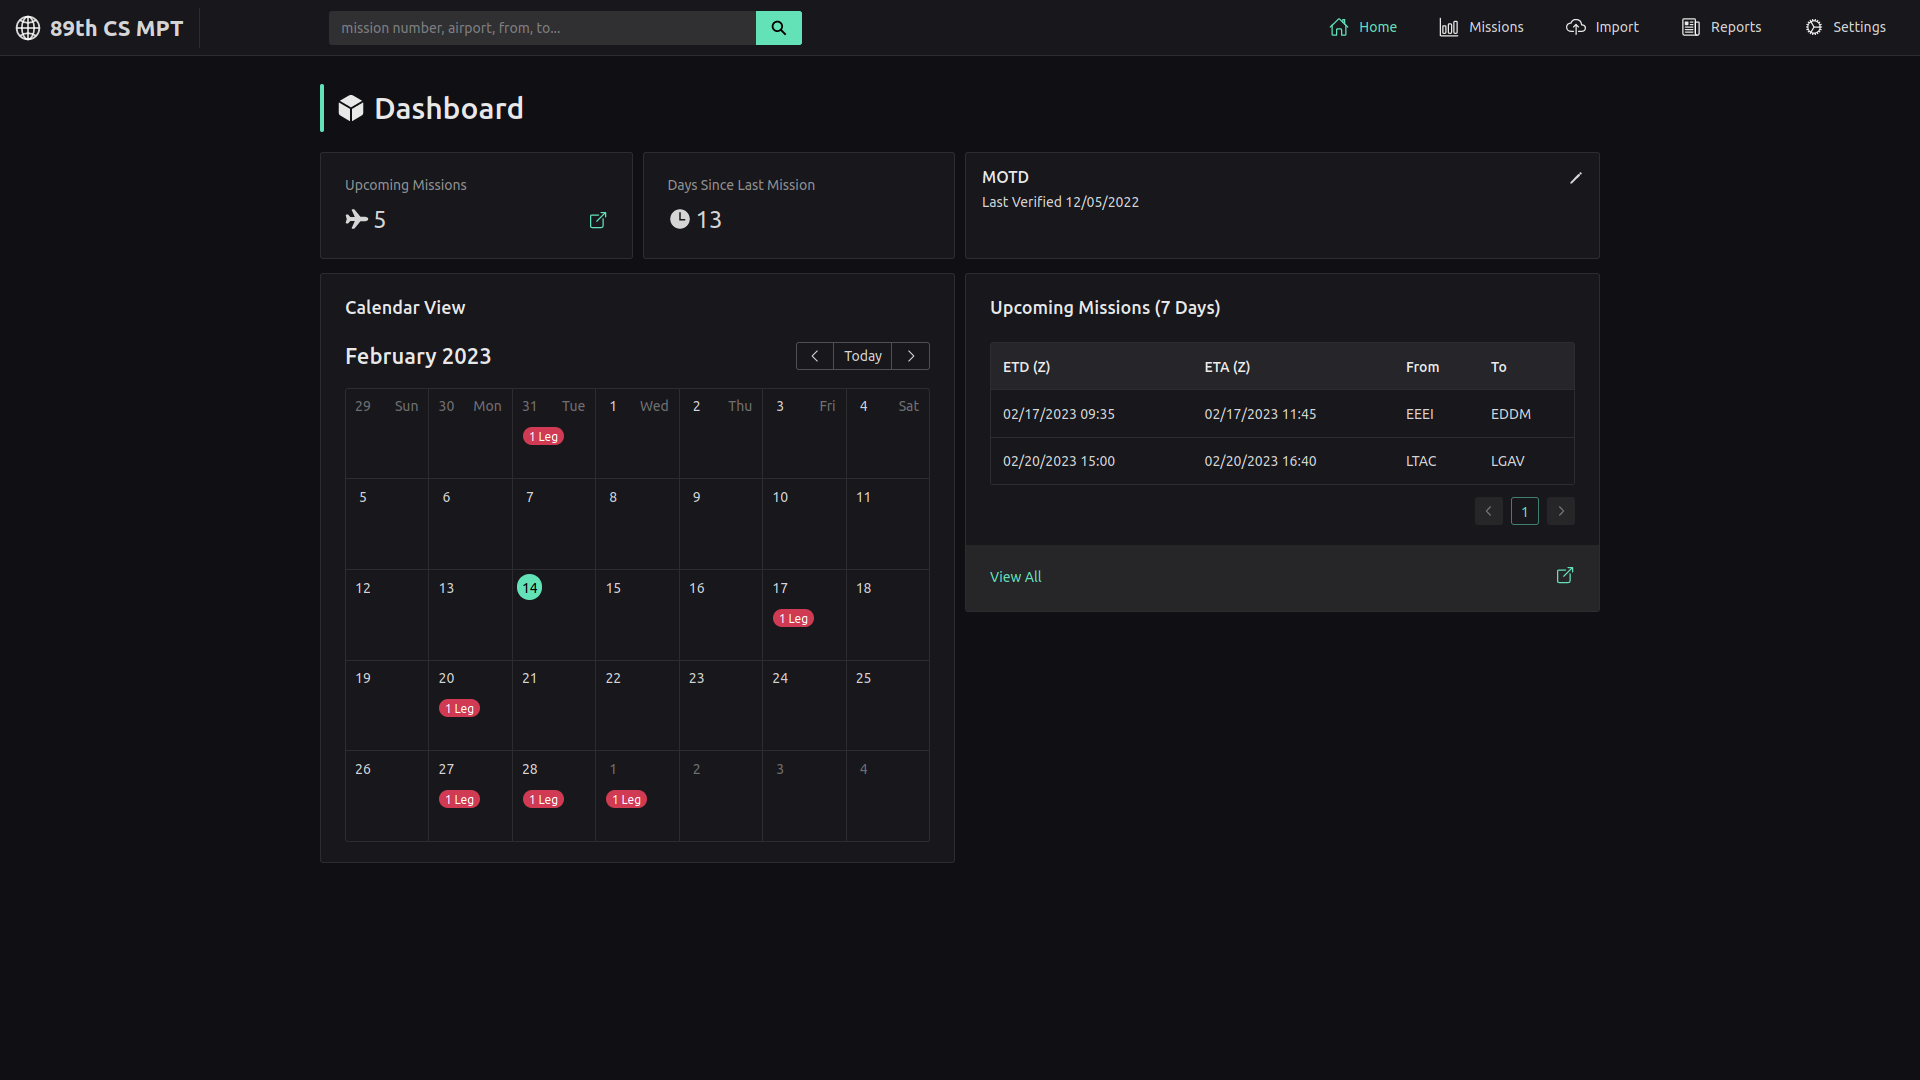 89th CS MPT
mission number, airport, from, to...
Home
Missions
Import
Reports
Settings
Dashboard
Upcoming Missions
5
Days Since Last Mission
13
MOTD
Last Verified 12/05/2022
Calendar View
February 2023
Today
29 Sun 30 Mon 31 Tue 1 Wed 2 Thu 3 Fri 4 Sat
1 Leg
5 6 7 8 9 10 11
12 13 14 15 16 17 18
1 Leg
19 20 21 22 23 24 25
1 Leg
26 27 28 1 2 3 4
1 Leg 1 Leg 1 Leg
Upcoming Missions (7 Days)
ETD (Z) ETA (Z) From To
02/17/2023 09:35 02/17/2023 11:45 EEEI EDDM
02/20/2023 15:00 02/20/2023 16:40 LTAC LGAV
1
View All